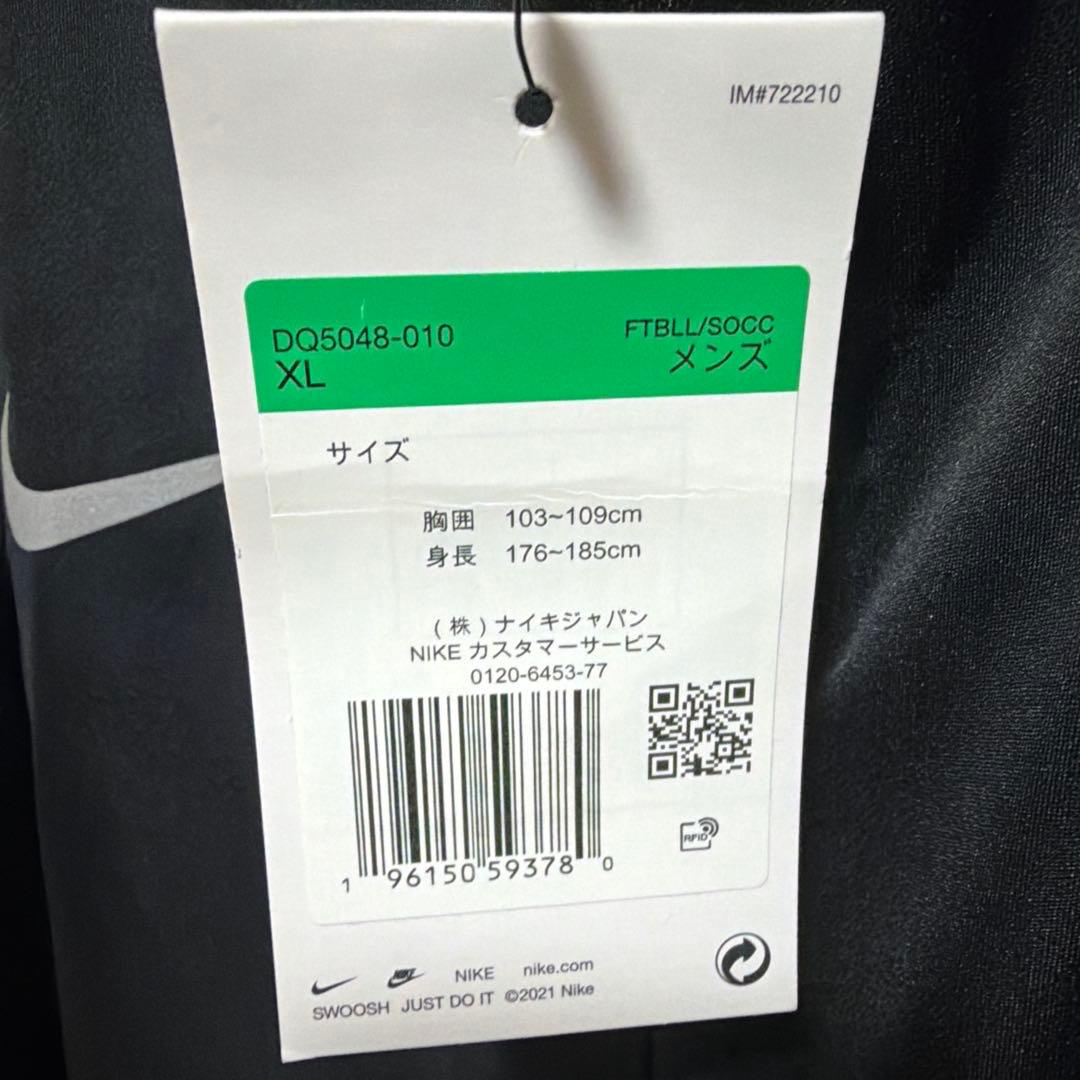 IM#722210
DQ5048-010
XL
FTBLL/SOCC
メンズ
サイズ
胸囲 103~109cm
身長 176~185cm
(株)ナイキジャパン
NIKE カスタマーサービス
0120-6453-77
RFID
1 96150 59378 0
NIKE nike.com
SWOOSH JUST DO IT ©2021 Nike